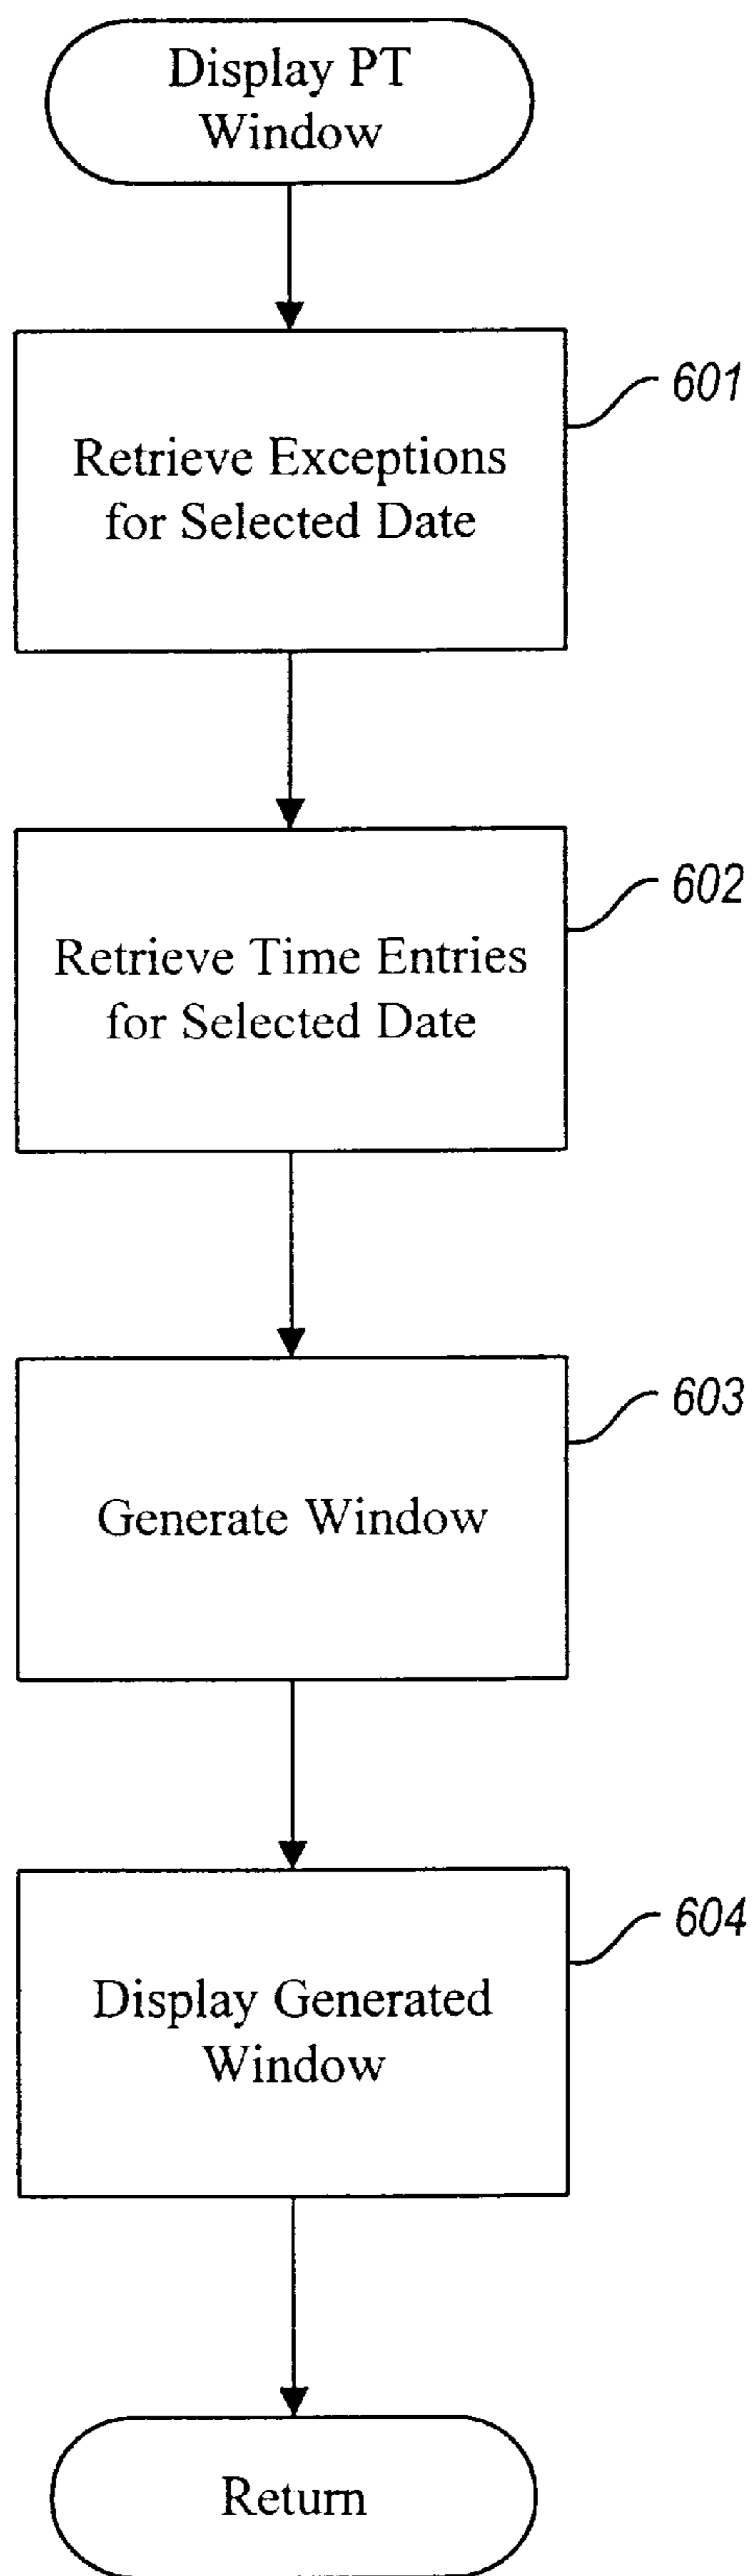 Display PT
Window
601
Retrieve Exceptions
for Selected Date
602
Retrieve Time Entries
for Selected Date
603
Generate Window
604
Display Generated
Window
Return